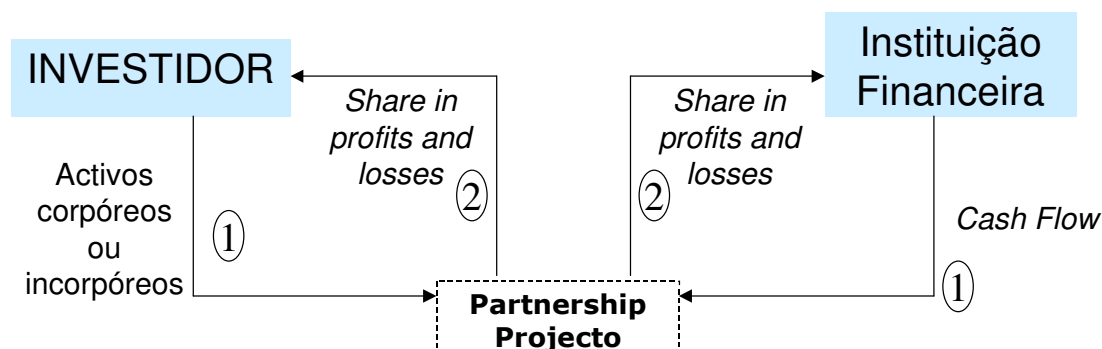 INVESTIDOR
Instituição
Financeira
Share in
profits and
losses
Share in
profits and
losses
Activos
corpóreos
ou
incorpóreos
1
2
2
Cash Flow
1
Partnership
Projecto